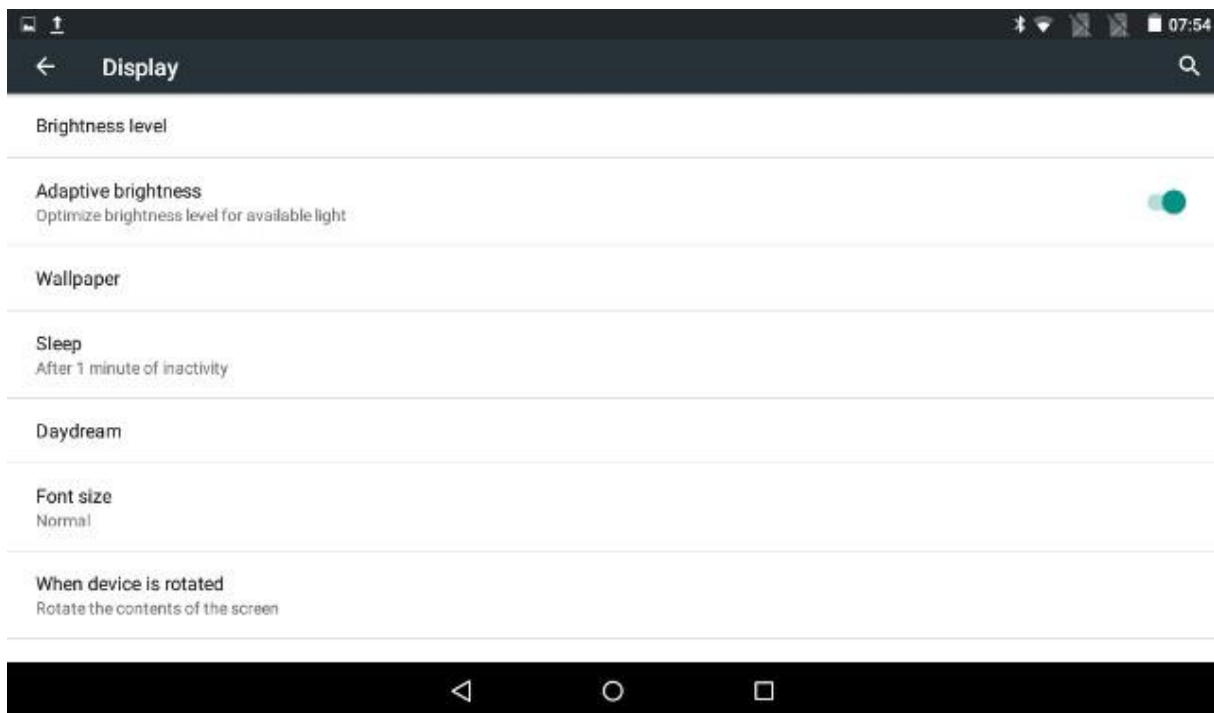 07:54
Display
Brightness level
Adaptive brightness
Optimize brightness level for available light
Wallpaper
Sleep
After 1 minute of inactivity
Daydream
Font size
Normal
When device is rotated
Rotate the contents of the screen